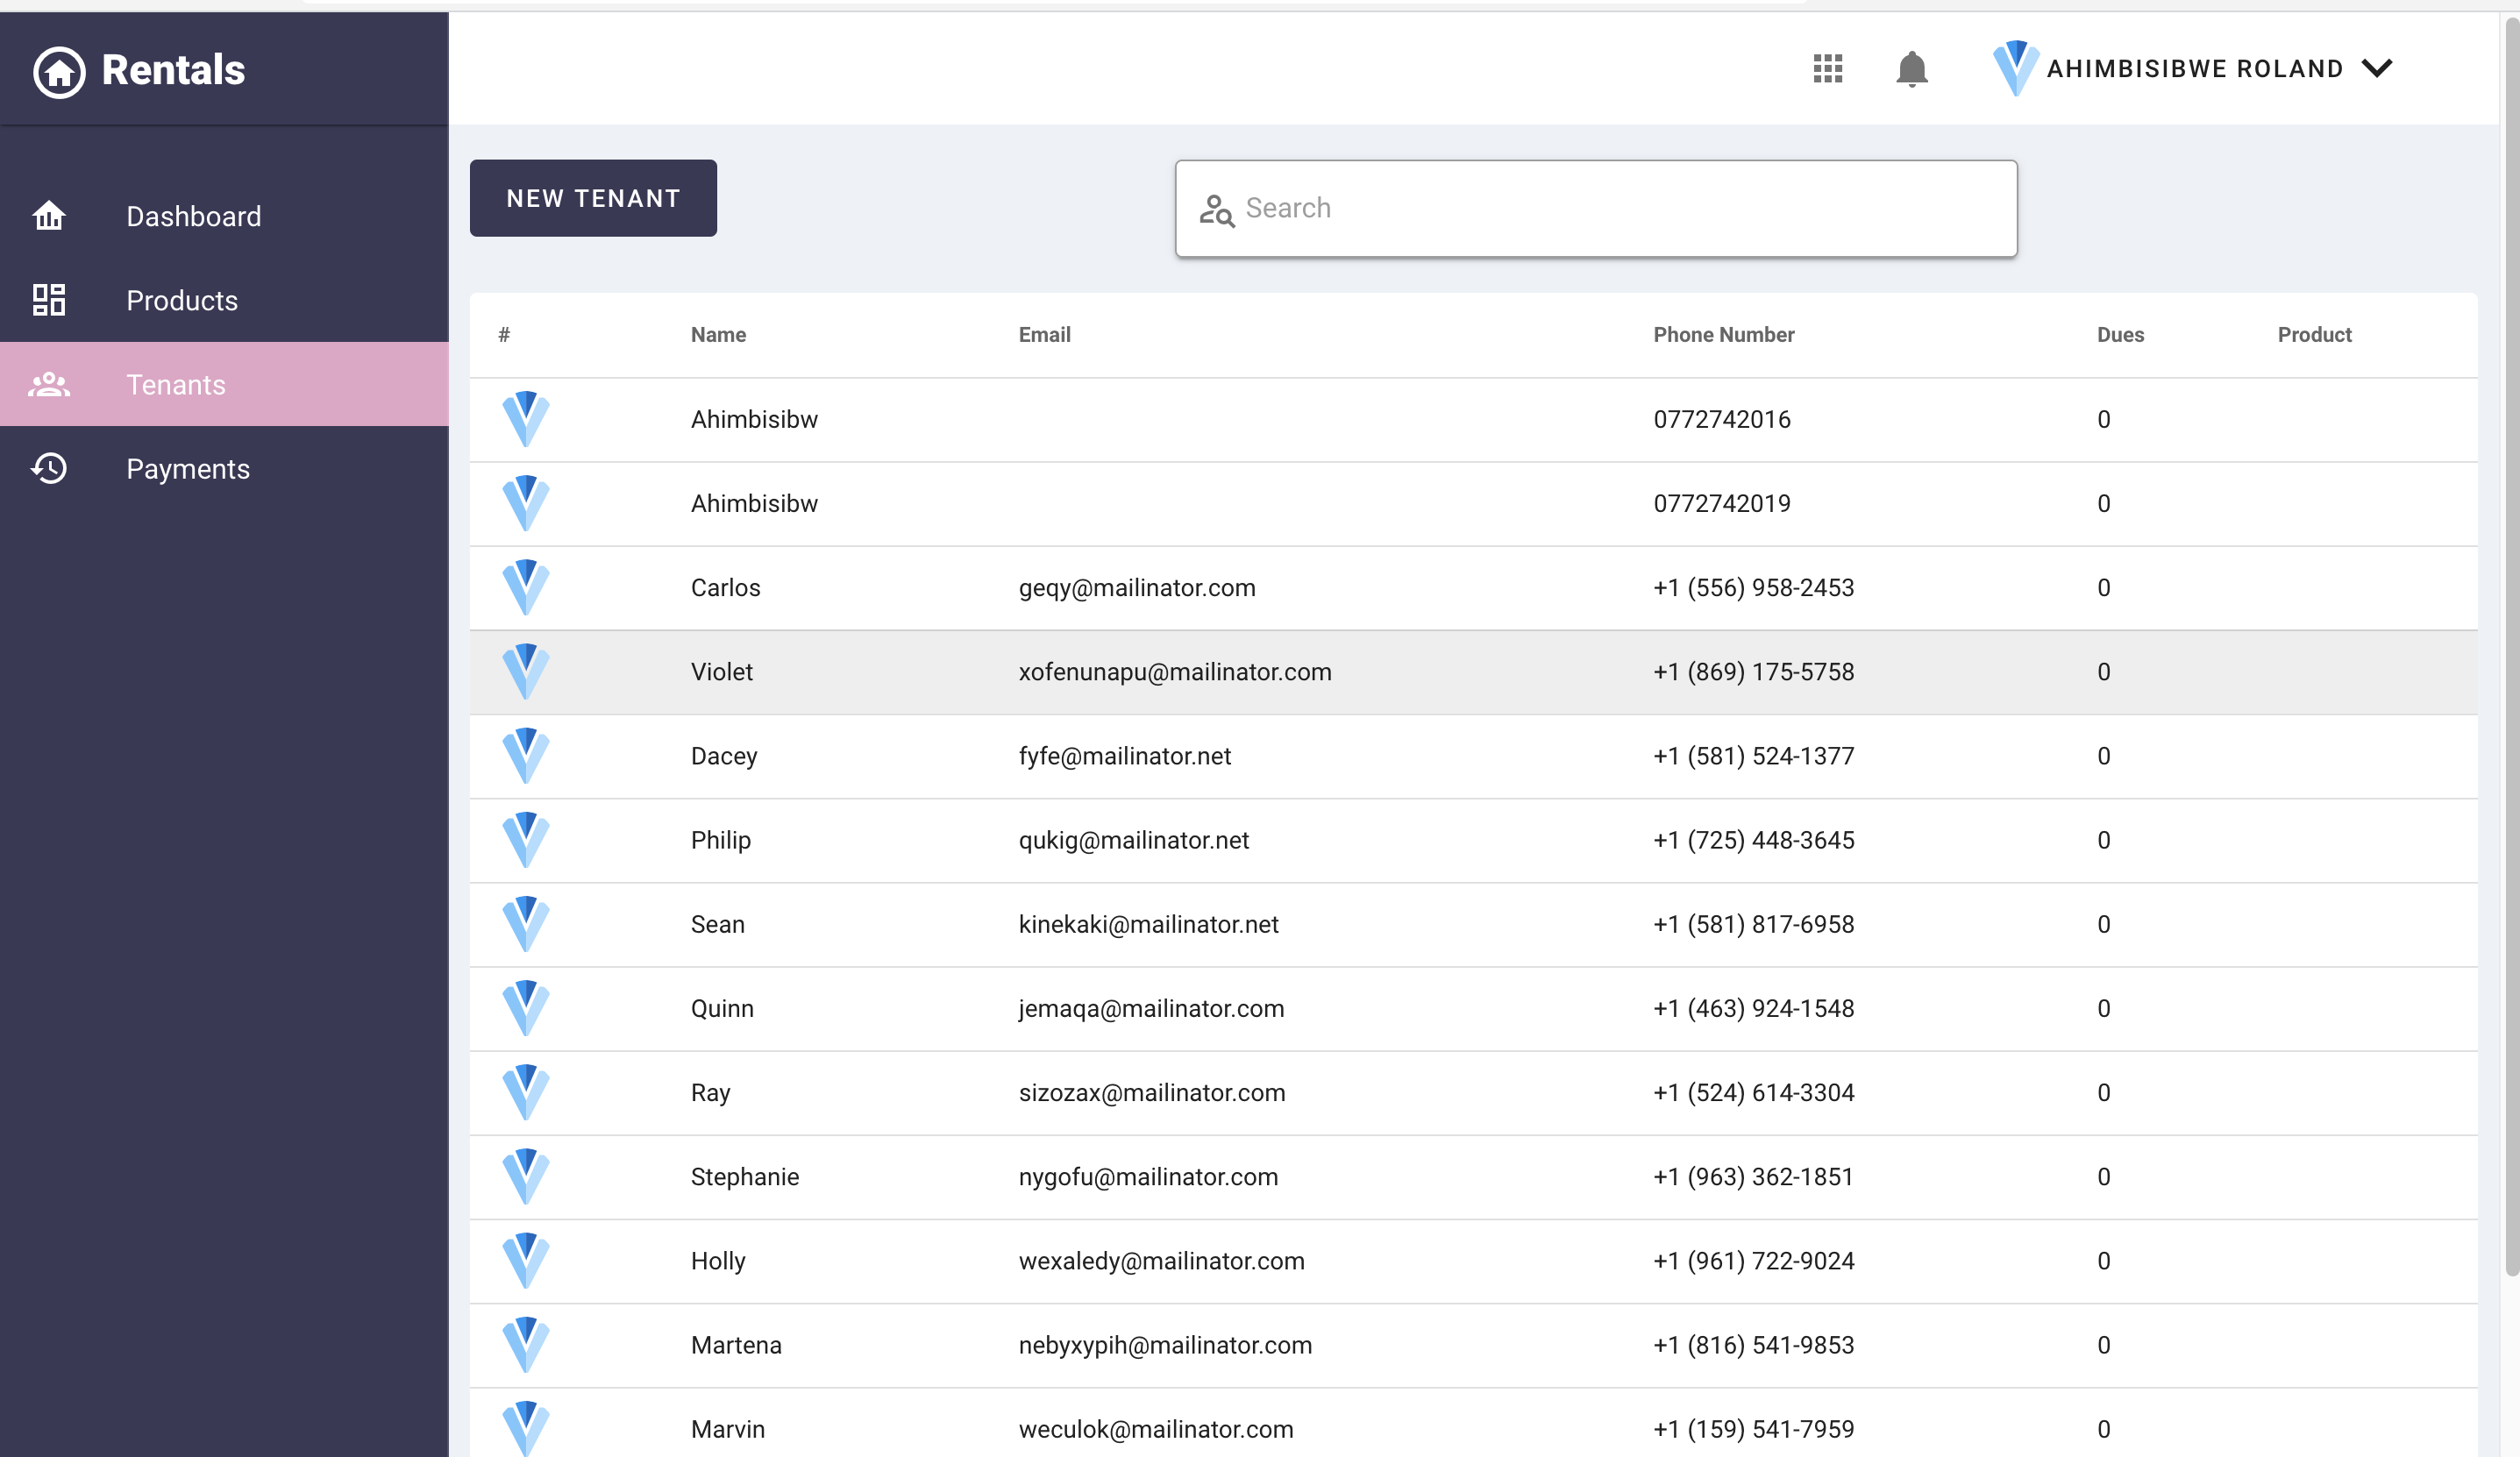 Rentals
AHIMBISIBWE ROLAND
Dashboard
Products
Tenants
Payments
NEW TENANT
Search
# Name Email Phone Number Dues Product
Ahimbisibw 0772742016 0
Ahimbisibw 0772742019 0
Carlos geqy@mailinator.com +1 (556) 958-2453 0
Violet xofenunapu@mailinator.com +1 (869) 175-5758 0
Dacey fyfe@mailinator.net +1 (581) 524-1377 0
Philip qukig@mailinator.net +1 (725) 448-3645 0
Sean kinekaki@mailinator.net +1 (581) 817-6958 0
Quinn jemaqa@mailinator.com +1 (463) 924-1548 0
Ray sizozax@mailinator.com +1 (524) 614-3304 0
Stephanie nygofu@mailinator.com +1 (963) 362-1851 0
Holly wexaledy@mailinator.com +1 (961) 722-9024 0
Martena nebyxypih@mailinator.com +1 (816) 541-9853 0
Marvin weculok@mailinator.com +1 (159) 541-7959 0